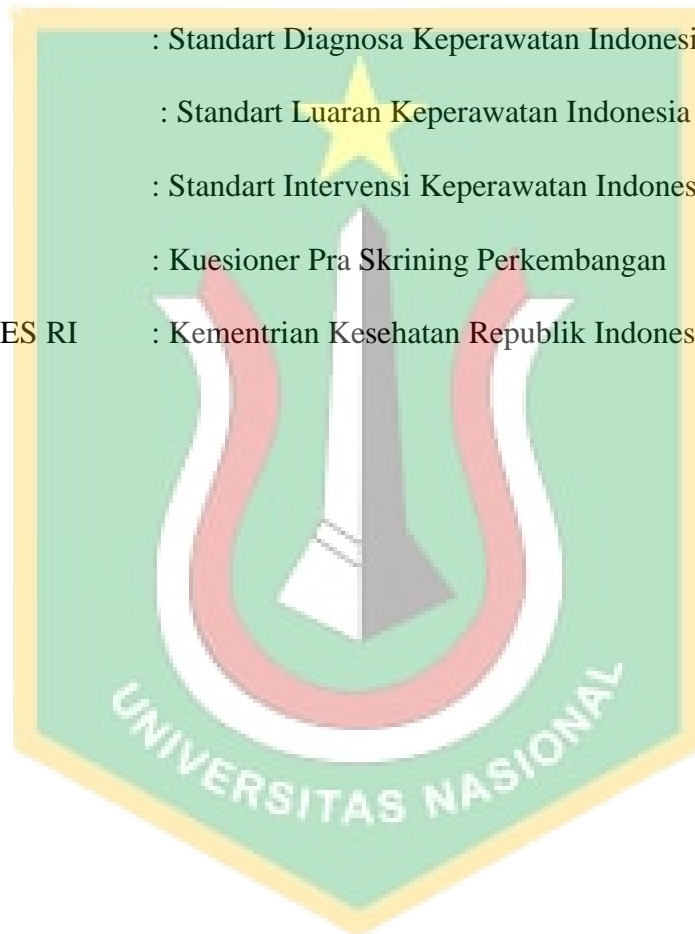 : Standart Diagnosa Keperawatan Indonesi
: Standart Luaran Keperawatan Indonesia
: Standart Intervensi Keperawatan Indones
: Kuesioner Pra Skrining Perkembangan
ES RI : Kementrian Kesehatan Republik Indones
UNIVERSITAS NASIONAL